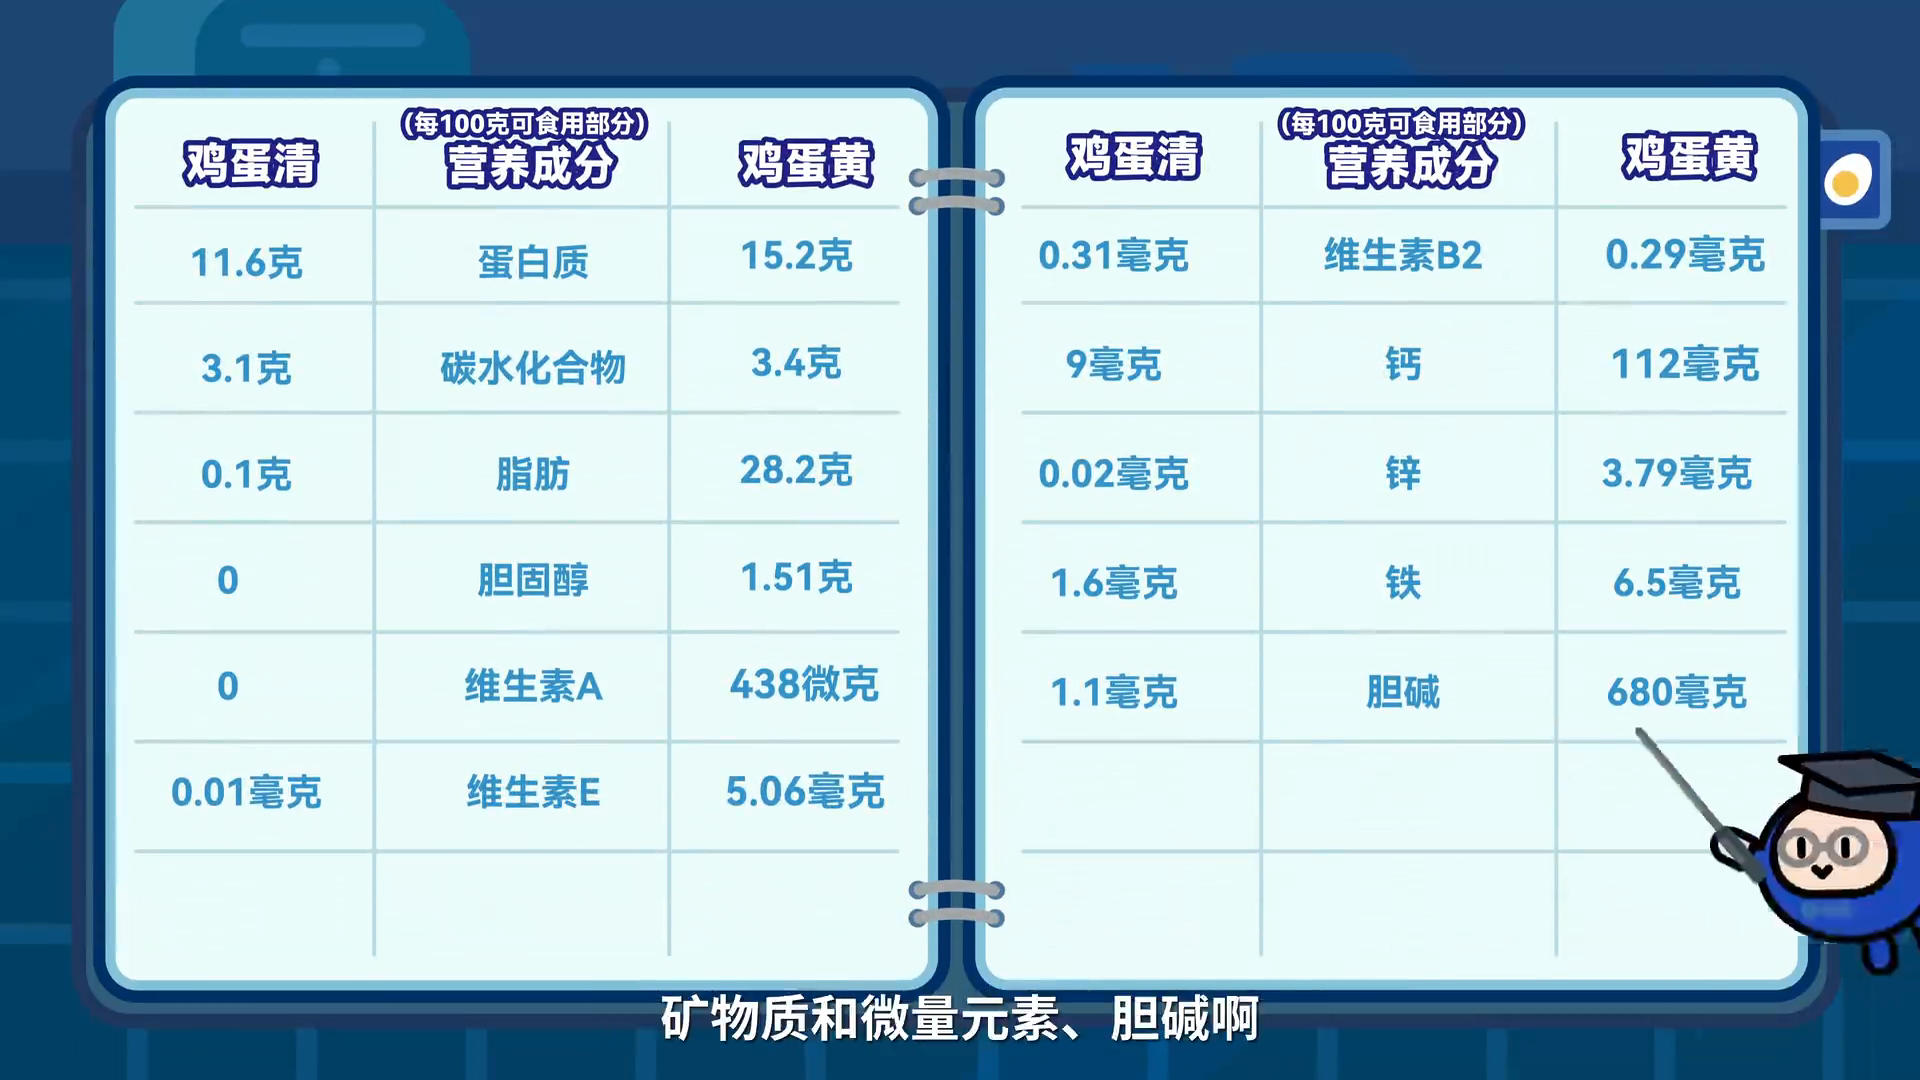 鸡蛋清 (每100克可食用部分) 鸡蛋黄
营养成分
11.6克 蛋白质 15.2克
3.1克 碳水化合物 3.4克
0.1克 脂肪 28.2克
0 胆固醇 1.51克
0 维生素A 438微克
0.01毫克 维生素E 5.06毫克
鸡蛋清 (每100克可食用部分) 鸡蛋黄
营养成分
0.31毫克 维生素B2 0.29毫克
9毫克 钙 112毫克
0.02毫克 锌 3.79毫克
1.6毫克 铁 6.5毫克
1.1毫克 胆碱 680毫克
矿物质和微量元素、胆碱啊